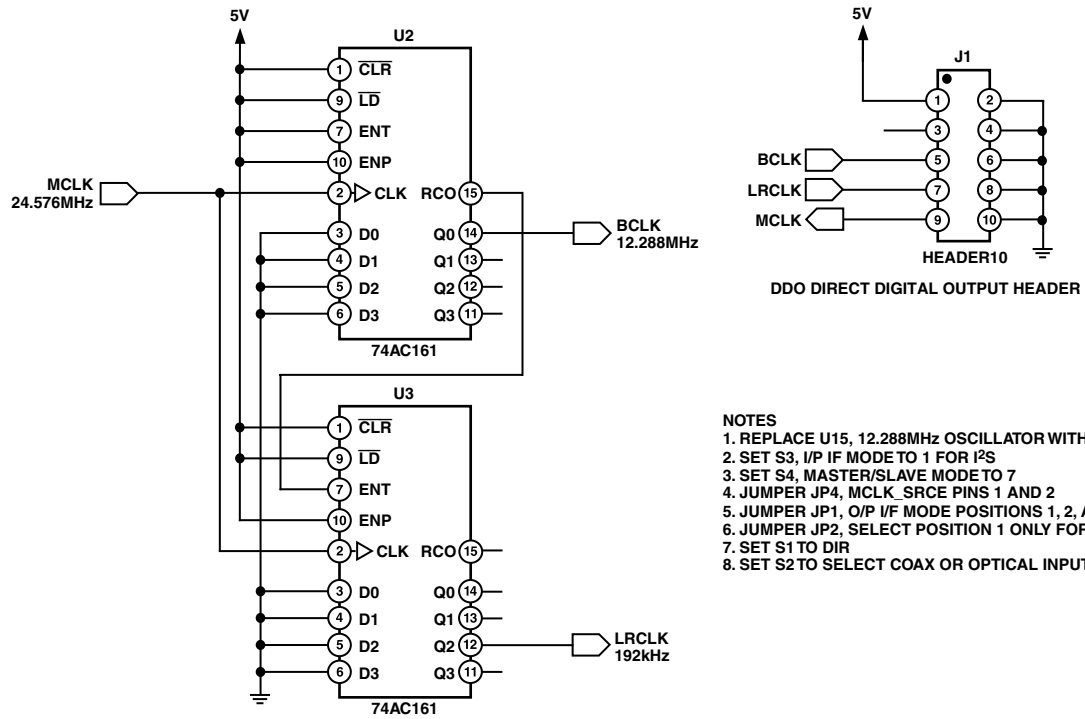 5V
U2
1 CLR
9 LD
7 ENT
10 ENP
MCLK
24.576MHz
2 CLK RCO 15
3 D0 Q0 14
BCLK
12.288MHz
4 D1 Q1 13
5 D2 Q2 12
6 D3 Q3 11
74AC161
U3
1 CLR
9 LD
7 ENT
10 ENP
2 CLK RCO 15
3 D0 Q0 14
4 D1 Q1 13
5 D2 Q2 12
LRCLK
192kHz
6 D3 Q3 11
74AC161
5V
J1
1 2
3 4
BCLK 5 6
LRCLK 7 8
MCLK 9 10
HEADER10
DDO DIRECT DIGITAL OUTPUT HEADER
NOTES
1. REPLACE U15, 12.288MHz OSCILLATOR WITH
2. SET S3, I/P IF MODE TO 1 FOR I²S
3. SET S4, MASTER/SLAVE MODE TO 7
4. JUMPER JP4, MCLK_SRCE PINS 1 AND 2
5. JUMPER JP1, O/P I/F MODE POSITIONS 1, 2,
6. JUMPER JP2, SELECT POSITION 1 ONLY FOR
7. SET S1 TO DIR
8. SET S2 TO SELECT COAX OR OPTICAL INPUT